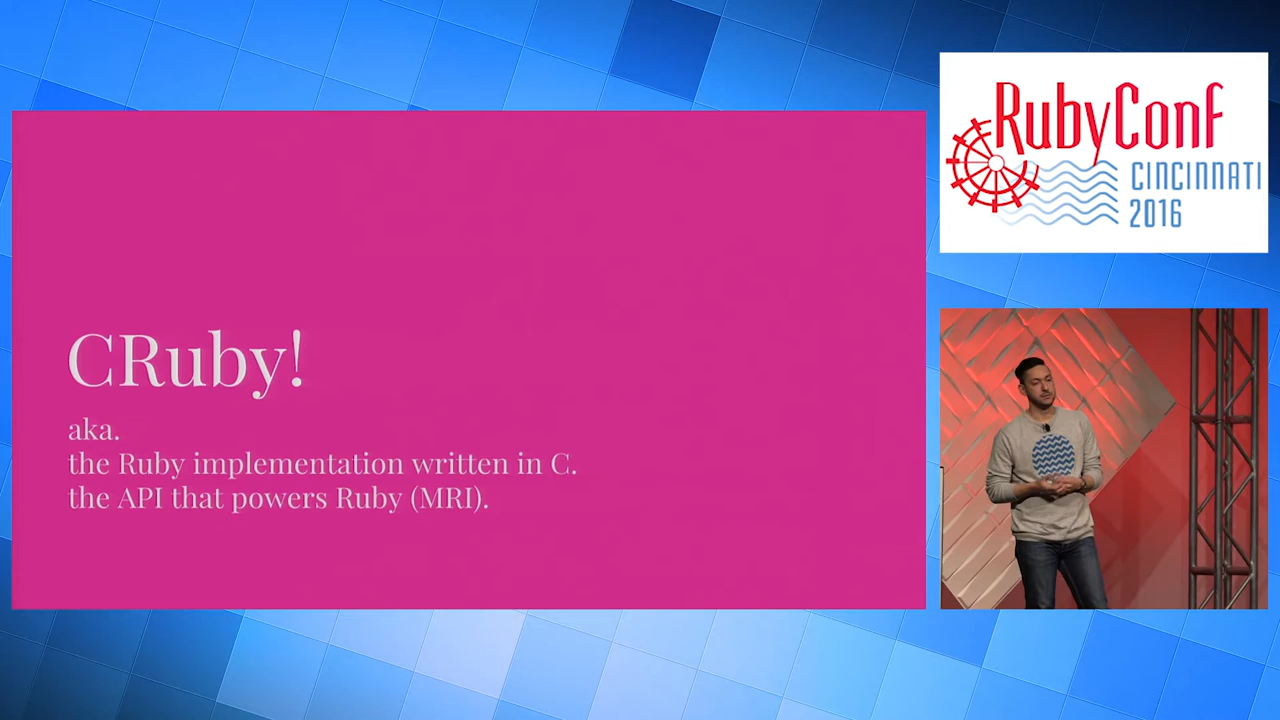 CRuby!
aka.
the Ruby implementation written in C.
the API that powers Ruby (MRI).
RubyConf
CINCINNATI
2016